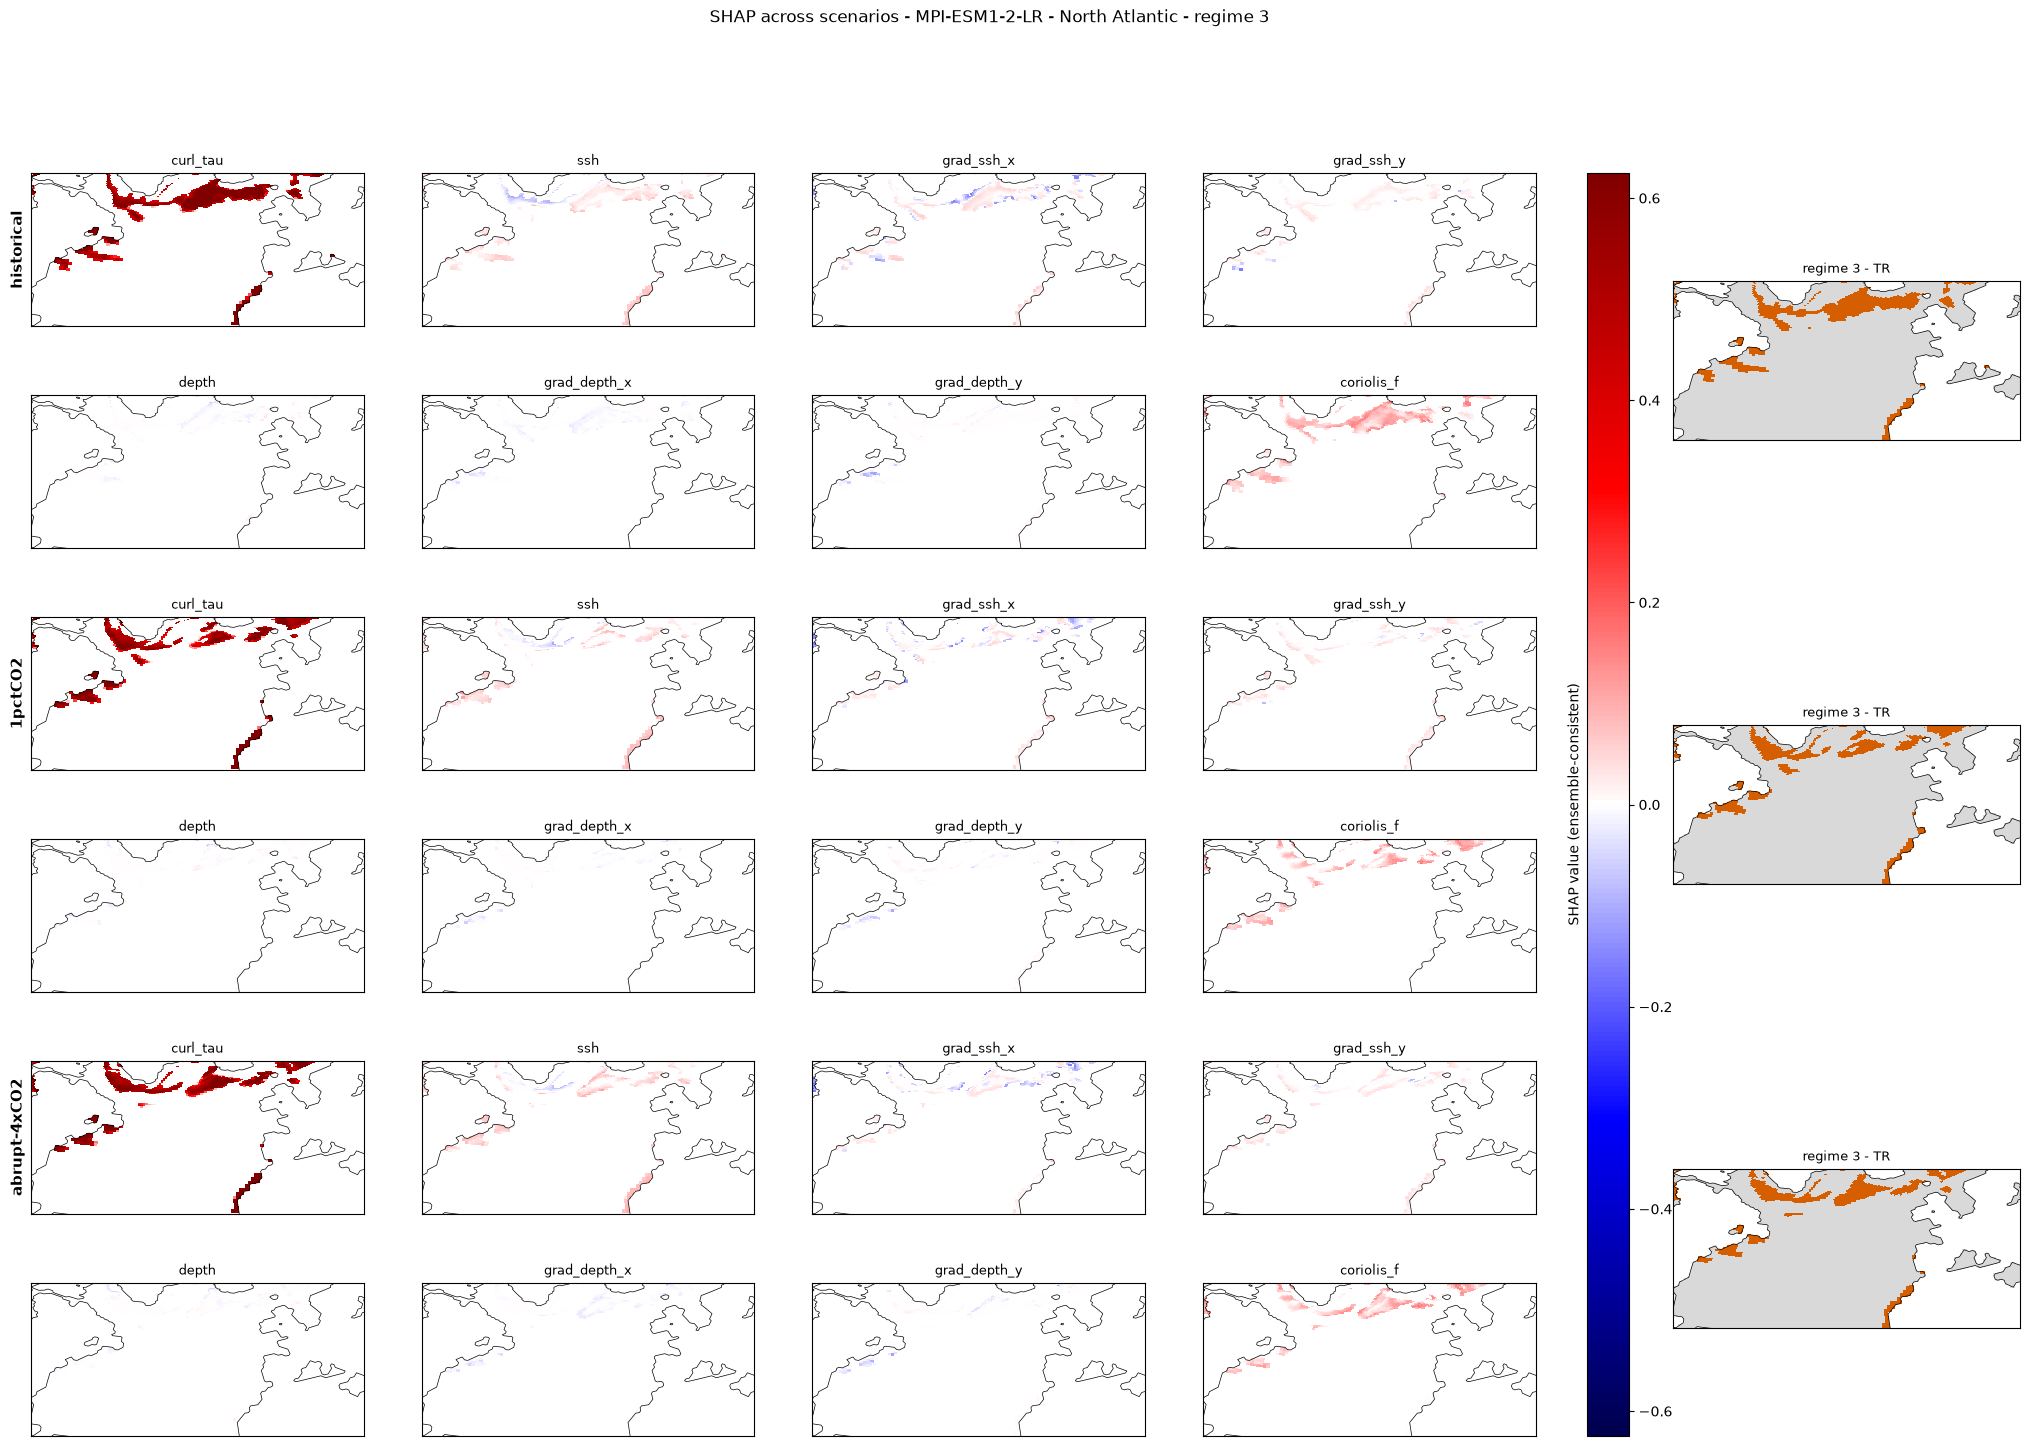 SHAP across scenarios - MPI-ESM1-2-LR - North Atlantic - regime 3
historical
curl_tau
ssh
grad_ssh_x
grad_ssh_y
depth
grad_depth_x
grad_depth_y
coriolis_f
1pctCO2
curl_tau
ssh
grad_ssh_x
grad_ssh_y
depth
grad_depth_x
grad_depth_y
coriolis_f
abrupt-4xCO2
curl_tau
ssh
grad_ssh_x
grad_ssh_y
depth
grad_depth_x
grad_depth_y
coriolis_f
SHAP value (ensemble-consistent)
0.6
0.4
0.2
0.0
−0.2
−0.4
−0.6
regime 3 - TR
regime 3 - TR
regime 3 - TR